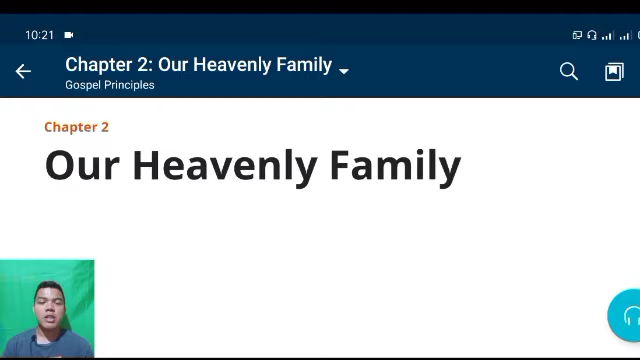 10:21
Chapter 2: Our Heavenly Family
Gospel Principles
Chapter 2
Our Heavenly Family